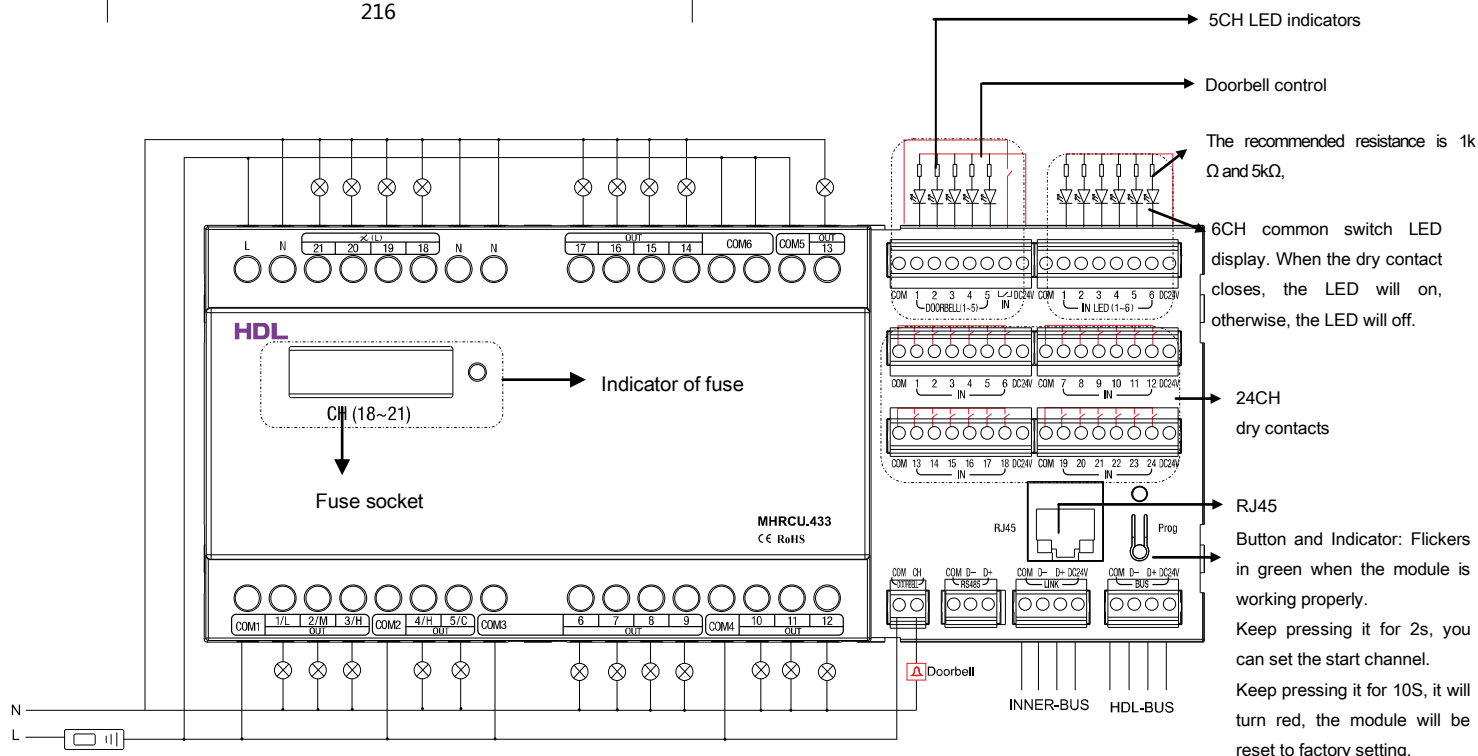 216
5CH LED indicators
Doorbell control
The recommended resistance is 1k
Ω and 5kΩ,
6CH common switch LED
display. When the dry contact
closes, the LED will on,
otherwise, the LED will off.
L N 21 20 19 18 N N
⁒(L)
OUT
17 16 15 14 COM6 COM5 OUT 13
COM 1 2 3 4 5 IN DC24V
DOORBELL(1~5)
COM 1 2 3 4 5 6 DC24V
IN LED (1~6)
HDL
CH (18~21)
Indicator of fuse
Fuse socket
COM 1 2 3 4 5 6 DC24V
IN
COM 7 8 9 10 11 12 DC24V
IN
24CH
dry contacts
COM 13 14 15 16 17 18 DC24V
IN
COM 19 20 21 22 23 24 DC24V
IN
MHRCU.433
CE RoHS
RJ45
Prog
RJ45
Button and Indicator: Flickers
in green when the module is
working properly.
Keep pressing it for 2s, you
can set the start channel.
Keep pressing it for 10S, it will
turn red, the module will be
reset to factory setting.
COM CH
DOORBELL
COM D- D+
RS485
COM D- D+ DC24V
LINK
COM D- D+ DC24V
BUS
COM1 1/L 2/M 3/H COM2 4/H 5/C COM3 6 7 8 9 COM4 10 11 12
OUT OUT OUT OUT
Doorbell
INNER-BUS
HDL-BUS
N
L